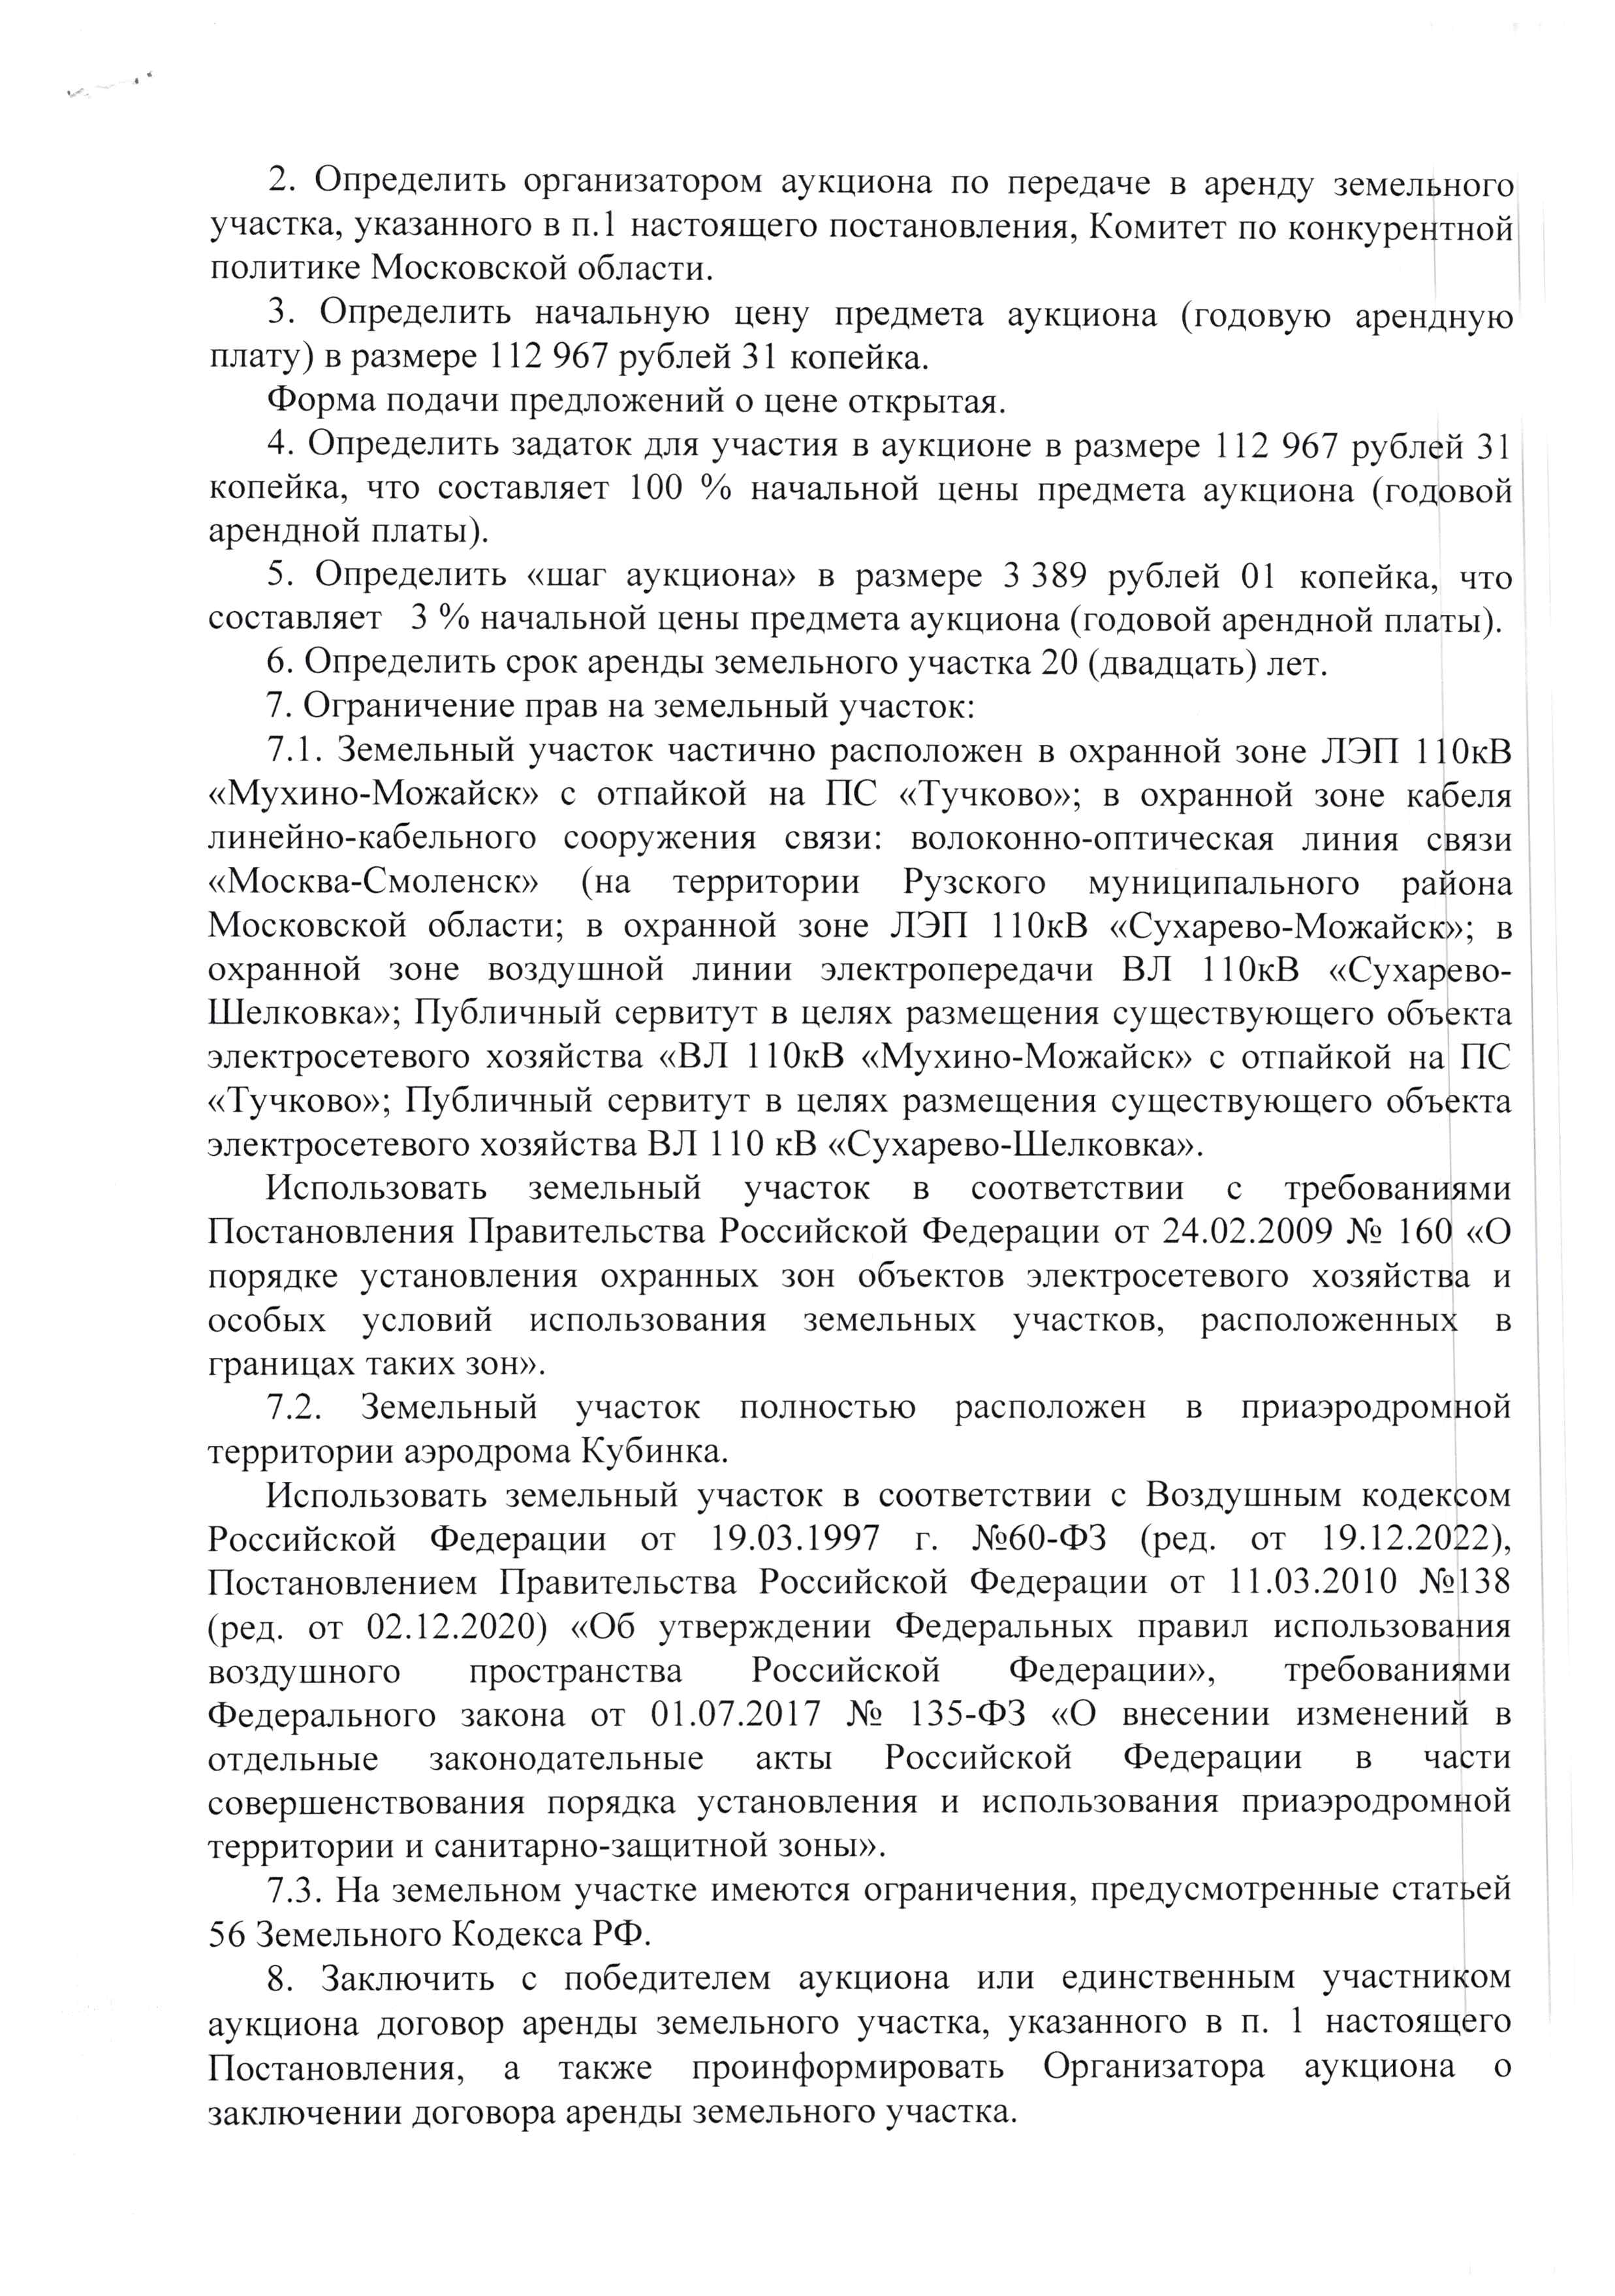 2. Определить организатором аукциона по передаче в аренду земельного
участка, указанного в п.1 настоящего постановления, Комитет по конкурентной
политике Московской области.
3. Определить начальную цену предмета аукциона (годовую арендную
плату) в размере 112 967 рублей 31 копейка.
Форма подачи предложений о цене открытая.
4. Определить задаток для участия в аукционе в размере 112 967 рублей 31
копейка, что составляет 100 % начальной цены предмета аукциона (годовой
арендной платы).
5. Определить «шаг аукциона» в размере 3 389 рублей 01 копейка, что
составляет 3 % начальной цены предмета аукциона (годовой арендной платы).
6. Определить срок аренды земельного участка 20 (двадцать) лет.
7. Ограничение прав на земельный участок:
7.1. Земельный участок частично расположен в охранной зоне ЛЭП 110кВ
«Мухино-Можайск» с отпайкой на ПС «Тучково»; в охранной зоне кабеля
линейно-кабельного сооружения связи: волоконно-оптическая линия связи
«Москва-Смоленск» (на территории Рузского муниципального района
Московской области; в охранной зоне ЛЭП 110кВ «Сухарево-Можайск»; в
охранной зоне воздушной линии электропередачи ВЛ 110кВ «Сухарево-
Шелковка»; Публичный сервитут в целях размещения существующего объекта
электросетевого хозяйства «ВЛ 110кВ «Мухино-Можайск» с отпайкой на ПС
«Тучково»; Публичный сервитут в целях размещения существующего объекта
электросетевого хозяйства ВЛ 110 кВ «Сухарево-Шелковка».
Использовать земельный участок в соответствии с требованиями
Постановления Правительства Российской Федерации от 24.02.2009 № 160 «О
порядке установления охранных зон объектов электросетевого хозяйства и
особых условий использования земельных участков, расположенных в
границах таких зон».
7.2. Земельный участок полностью расположен в приаэродромной
территории аэродрома Кубинка.
Использовать земельный участок в соответствии с Воздушным кодексом
Российской Федерации от 19.03.1997 г. №60-ФЗ (ред. от 19.12.2022),
Постановлением Правительства Российской Федерации от 11.03.2010 №138
(ред. от 02.12.2020) «Об утверждении Федеральных правил использования
воздушного пространства Российской Федерации», требованиями
Федерального закона от 01.07.2017 № 135-ФЗ «О внесении изменений в
отдельные законодательные акты Российской Федерации в части
совершенствования порядка установления и использования приаэродромной
территории и санитарно-защитной зоны».
7.3. На земельном участке имеются ограничения, предусмотренные статьей
56 Земельного Кодекса РФ.
8. Заключить с победителем аукциона или единственным участником
аукциона договор аренды земельного участка, указанного в п. 1 настоящего
Постановления, а также проинформировать Организатора аукциона о
заключении договора аренды земельного участка.